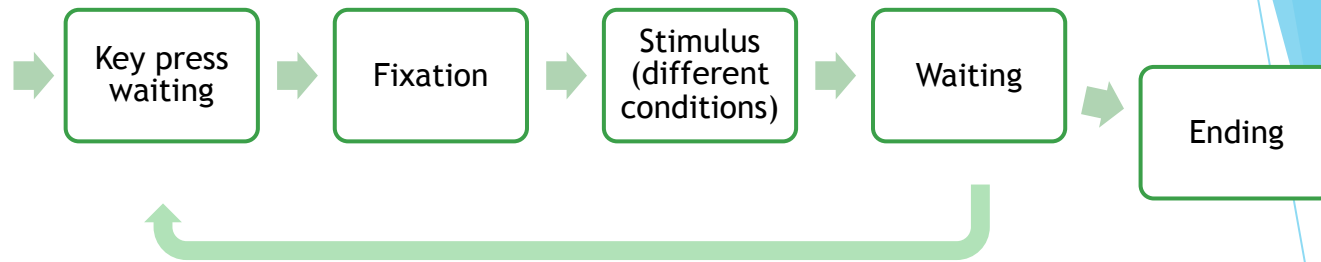 Key press
waiting
Fixation
Stimulus
(different
conditions)
Waiting
Ending